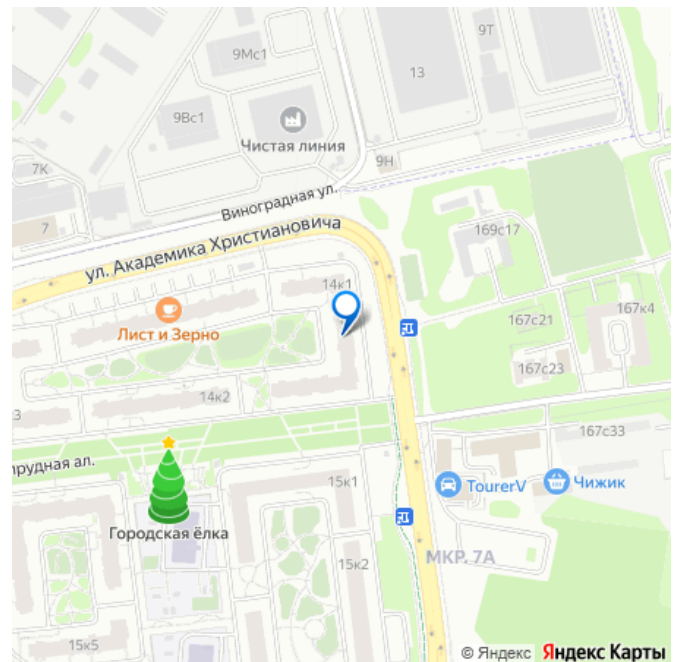 9Т
9Мс1
13
9Вс1
Чистая линия
9Н
7К
Виноградная ул.
7
ул. Академика Христиановича
169с17
14к1
Лист и Зерно
167с21
167к4
167с23
14к2
3
167с33
прудная ал.
15к1
TourerV
Чижик
Городская ёлка
МКР. 7А
15к2
15к5
© Яндекс Яндекс Карты